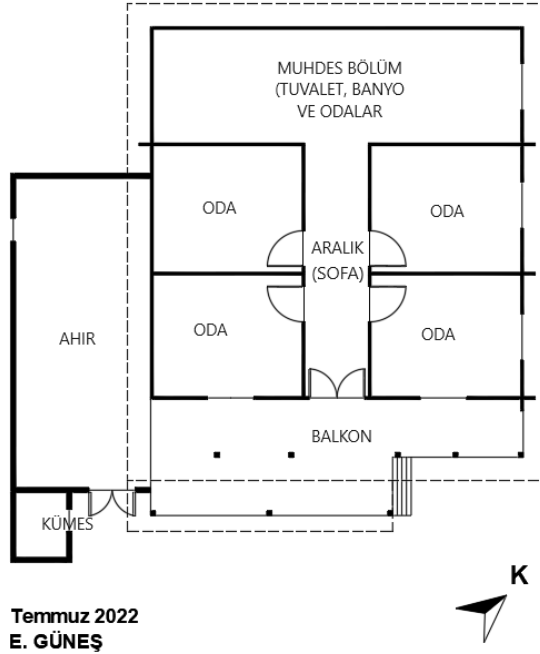 MUHDES BÖLÜM
(TUVALET, BANYO
VE ODALAR
ODA
ODA
ARALIK
(SOFA)
AHIR
ODA
ODA
BALKON
KÜMES
K
Temmuz 2022
E. GÜNEŞ